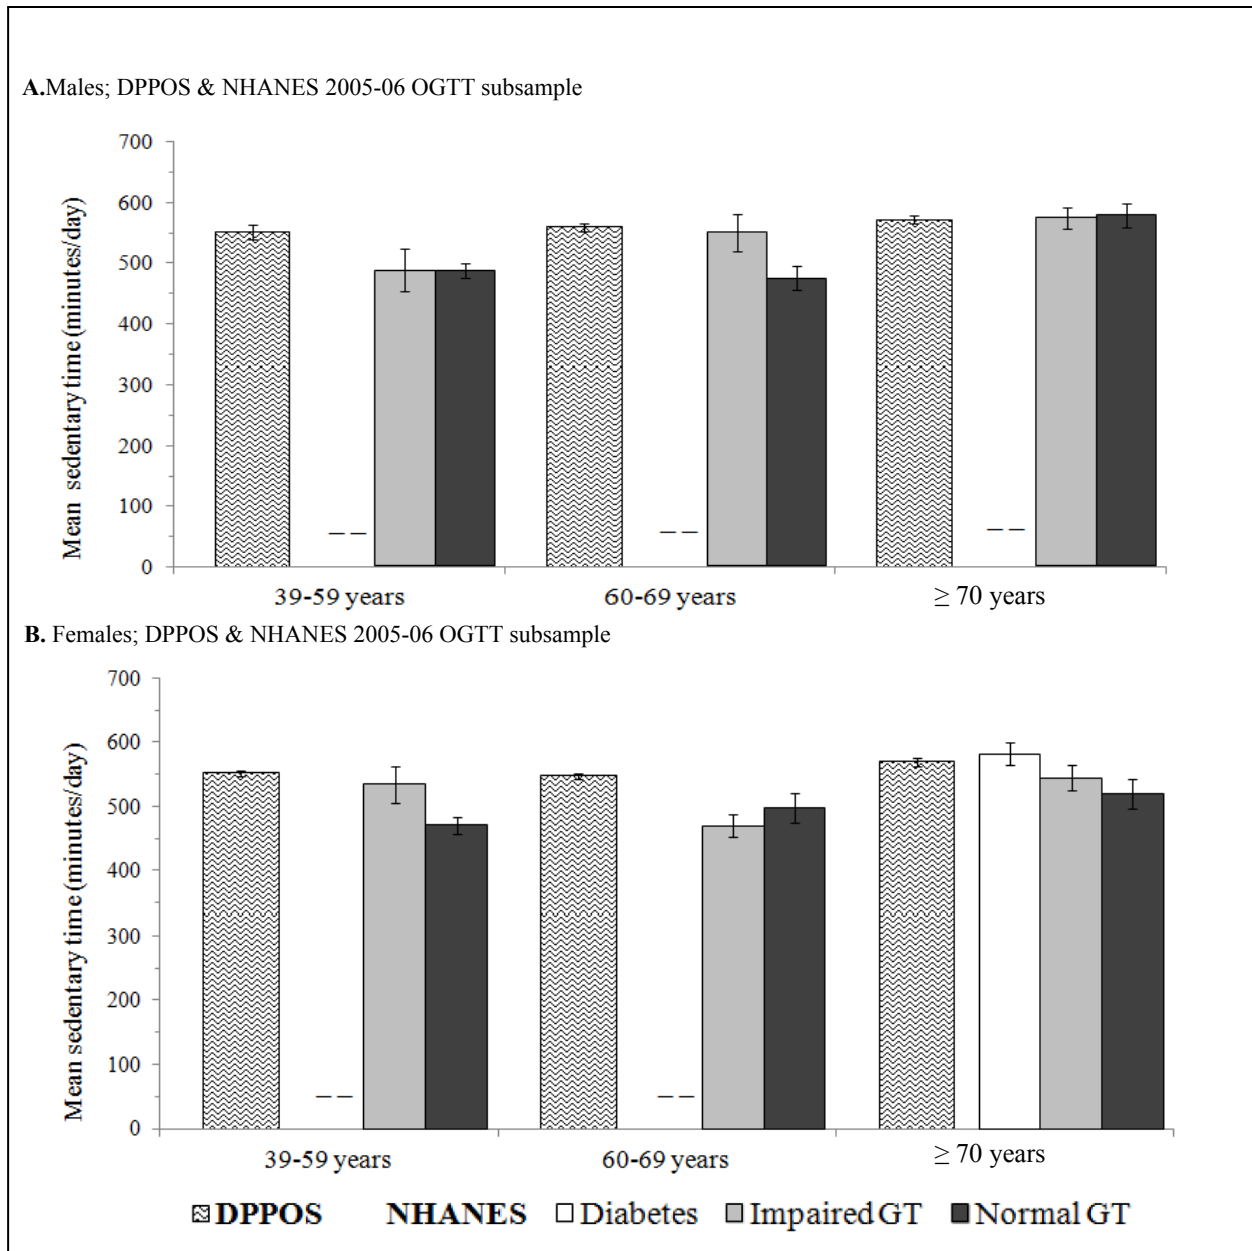 A.Males; DPPOS & NHANES 2005-06 OGTT subsample
Mean sedentary time (minutes/day)
700
600
500
400
300
200
100
0
39-59 years
60-69 years
≥ 70 years
B. Females; DPPOS & NHANES 2005-06 OGTT subsample
Mean sedentary time (minutes/day)
700
600
500
400
300
200
100
0
39-59 years
60-69 years
≥ 70 years
DPPOS NHANES Diabetes Impaired GT Normal GT